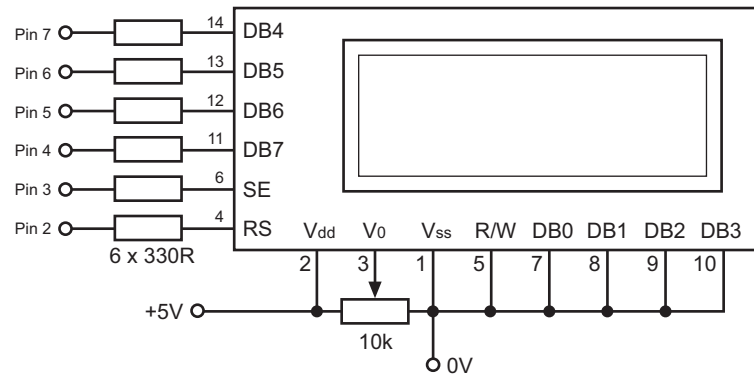 Pin 7 14 DB4
Pin 6 13 DB5
Pin 5 12 DB6
Pin 4 11 DB7
Pin 3 6 SE
Pin 2 4 RS
6 x 330R
Vdd V0 Vss R/W DB0 DB1 DB2 DB3
2 3 1 5 7 8 9 10
+5V
10k
0V